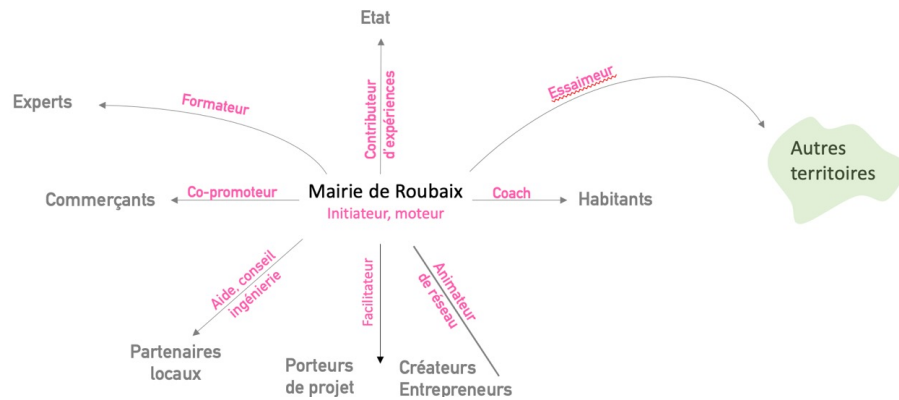 Etat
Essaimeur
Experts
Formateur
Contributeur
d'expériences
Autres
territoires
Commerçants
Co-promoteur
Mairie de Roubaix
Initiateur, moteur
Coach
Habitants
Aide, conseil
ingénierie
Facilitateur
Animateur
de réseau
Partenaires
locaux
Porteurs
de projet
Créateurs
Entrepreneurs